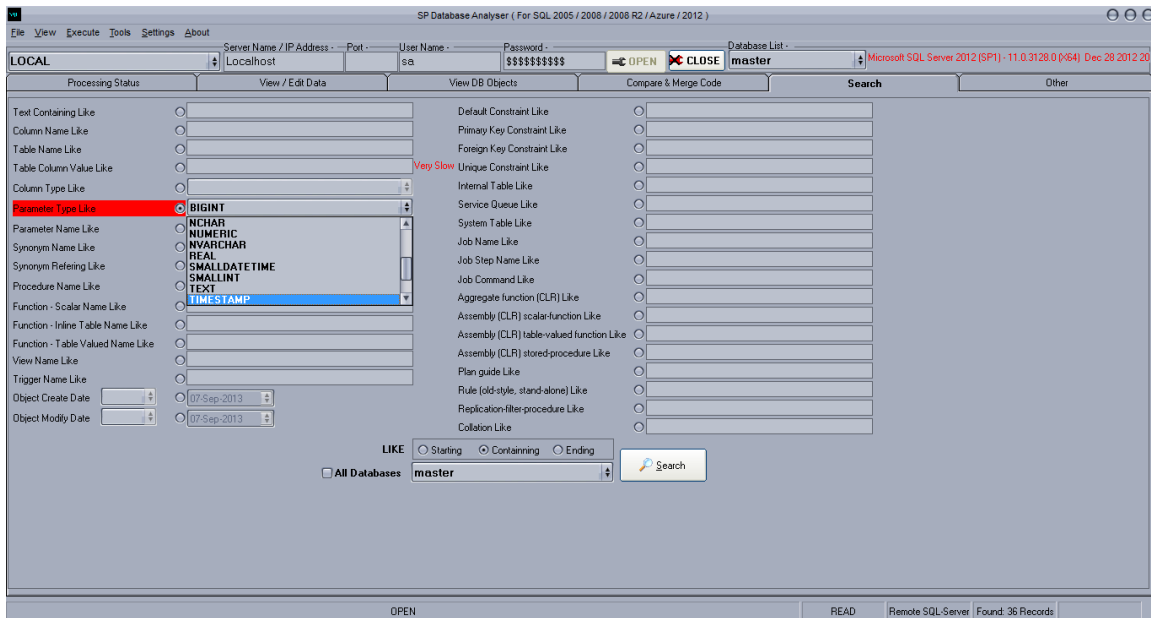 SP
SP Database Analyser ( For SQL 2005 / 2008 / 2008 R2 / Azure / 2012 )
File View Execute Tools Settings About
Server Name / IP Address - Port - User Name - Password - Database List -
LOCAL Localhost sa $$$$$$$$$$ OPEN CLOSE master Microsoft SQL Server 2012 (SP1) - 11.0.3128.0 (X64) Dec 28 2012 20
Processing Status View / Edit Data View DB Objects Compare & Merge Code Search Other
Text Containing Like
Column Name Like
Table Name Like
Table Column Value Like Very Slow
Column Type Like
Parameter Type Like BIGINT
Parameter Name Like
Synonym Name Like
Synonym Refering Like
Procedure Name Like
Function - Scalar Name Like
Function - Inline Table Name Like
Function - Table Valued Name Like
View Name Like
Trigger Name Like
Object Create Date 07-Sep-2013
Object Modify Date 07-Sep-2013
NCHAR
NUMERIC
NVARCHAR
REAL
SMALLDATETIME
SMALLINT
TEXT
TIMESTAMP
Default Constraint Like
Primary Key Constraint Like
Foreign Key Constraint Like
Unique Constraint Like
Internal Table Like
Service Queue Like
System Table Like
Job Name Like
Job Step Name Like
Job Command Like
Aggregate function (CLR) Like
Assembly (CLR) scalar-function Like
Assembly (CLR) table-valued function Like
Assembly (CLR) stored-procedure Like
Plan guide Like
Rule (old-style, stand-alone) Like
Replication-filter-procedure Like
Collation Like
LIKE Starting Containning Ending
All Databases master Search
OPEN READ Remote SQL-Server Found: 36 Records